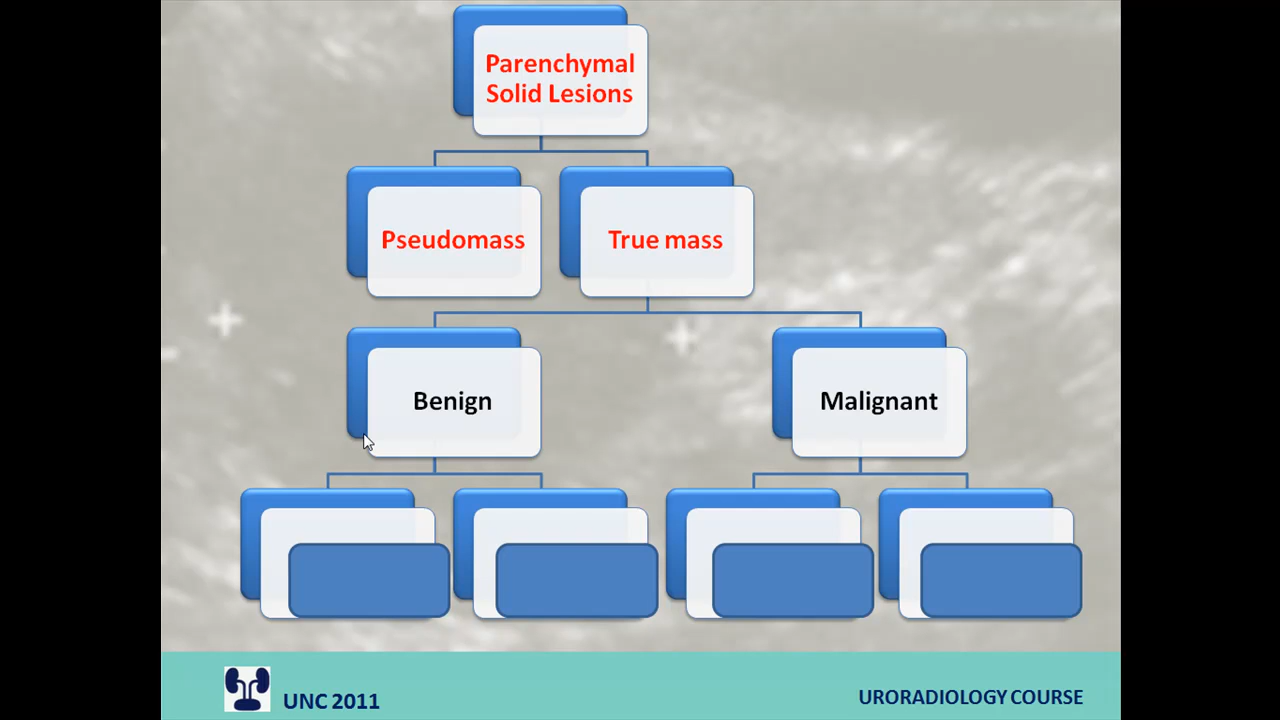 Parenchymal
Solid Lesions
Pseudomass
True mass
Benign
Malignant
UNC 2011
URORADIOLOGY COURSE